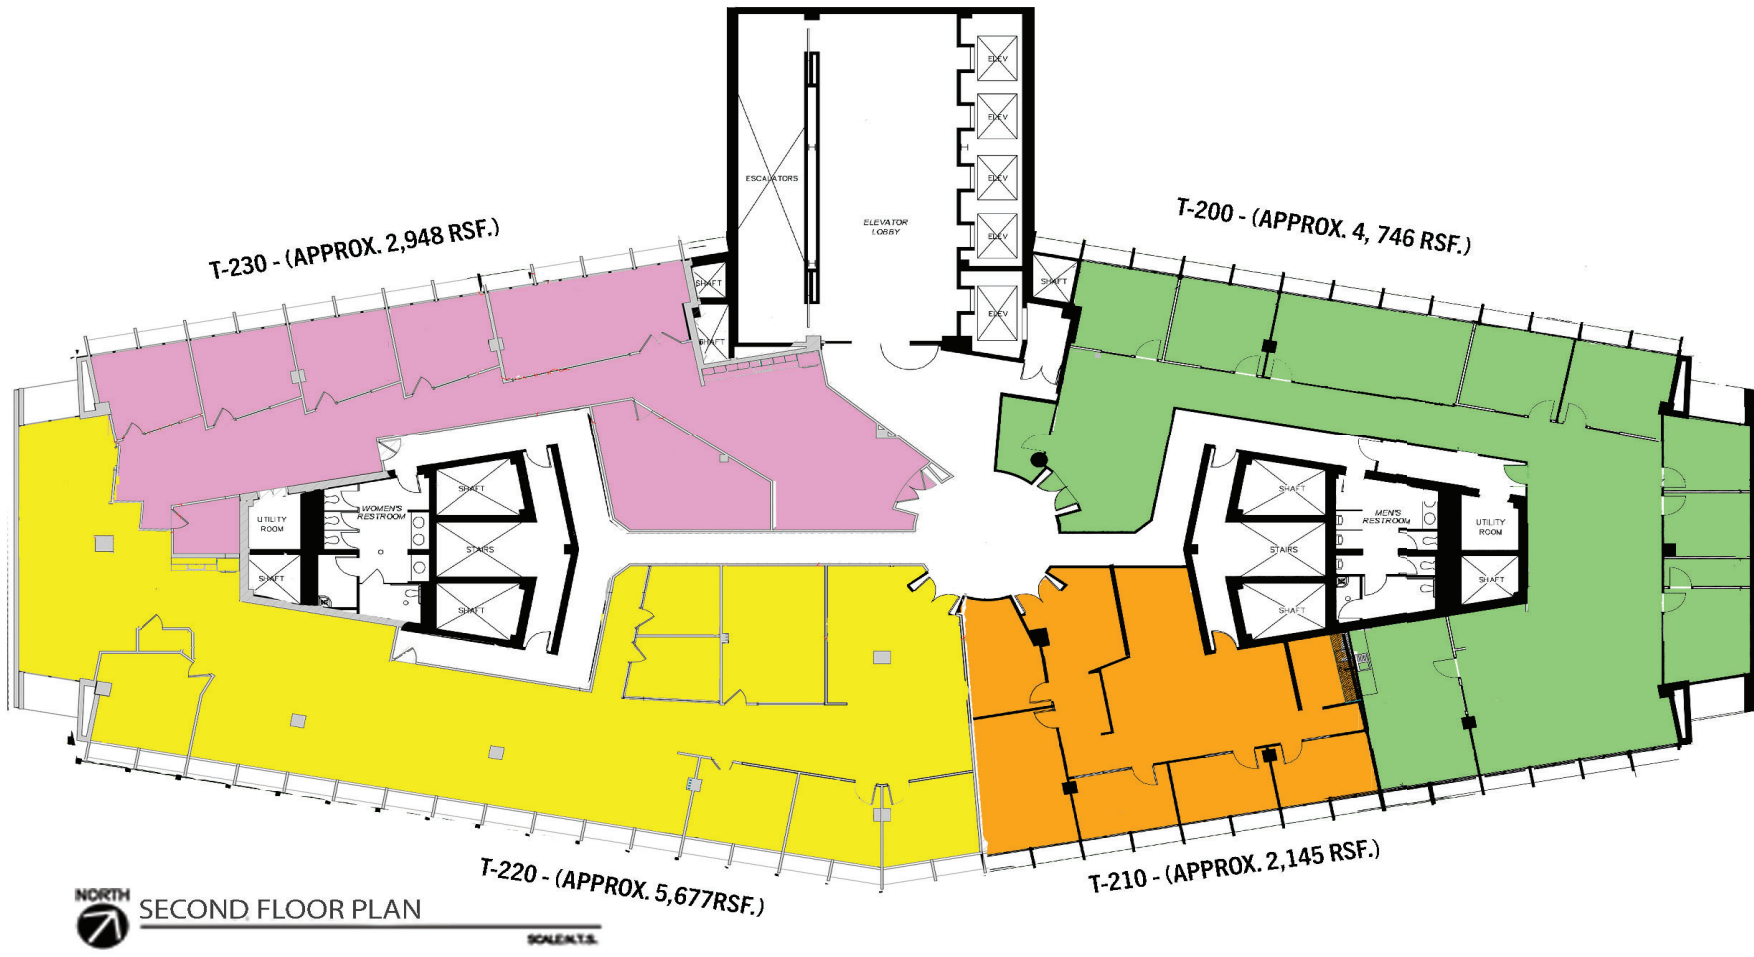 ELEV
ELEV
ESCALATORS
ELEV
T-200 - (APPROX. 4, 746 RSF.)
ELEVATOR
LOBBY
ELEV
T-230 - (APPROX. 2,948 RSF.)
SHAFT
SHAFT
ELEV
SHAFT
SHAFT
SHAFT
WOMEN'S
RESTROOM
MEN'S
RESTROOM
UTILITY
ROOM
UTILITY
ROOM
STAIRS
STAIRS
SHAFT
SHAFT
SHAFT
SHAFT
T-220 - (APPROX. 5,677RSF.)
T-210 - (APPROX. 2,145 RSF.)
NORTH
SECOND FLOOR PLAN
SCALE:N.T.S.